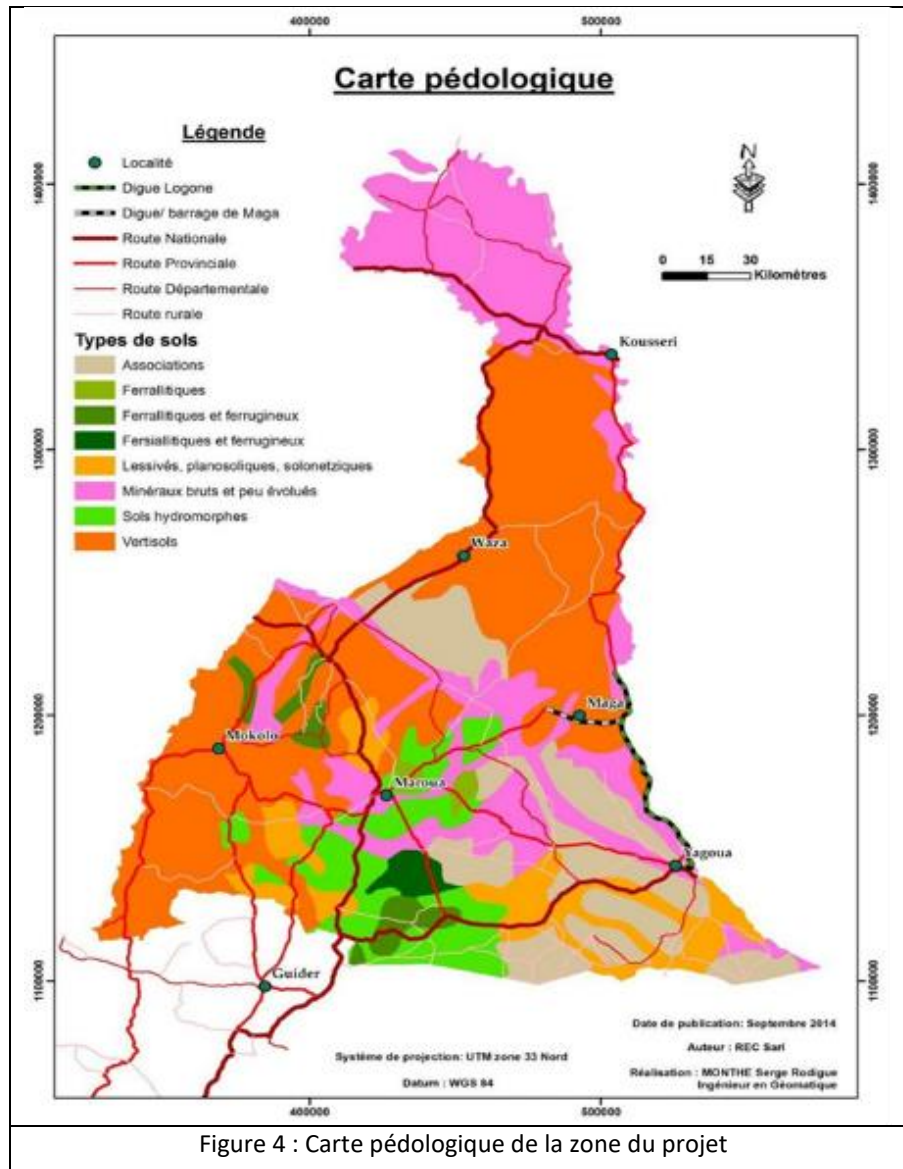 400000
500000
Carte pédologique
Légende
Localité
Digue Logone
Digue/ barrage de Maga
Route Nationale
Route Provinciale
Route Départementale
Route rurale
Types de sols
Associations
Ferrallitiques
Ferrallitiques et ferrugineux
Fersiallitiques et ferrugineux
Lessivés, planosoliques, solonetziques
Minéraux bruts et peu évolués
Sols hydromorphes
Vertisols
N
0 15 30
Kilomètres
1400000
1400000
Kousseri
1300000
1300000
Waza
Maga
1200000
1200000
Mokolo
Maroua
Yagoua
Guider
1100000
1100000
Date de publication: Septembre 2014
Auteur : REC Sarl
Système de projection: UTM zone 33 Nord
Réalisation : MONTHE Serge Rodigue
Ingénieur en Géomatique
Datum : WGS 84
400000
500000
Figure 4 : Carte pédologique de la zone du projet